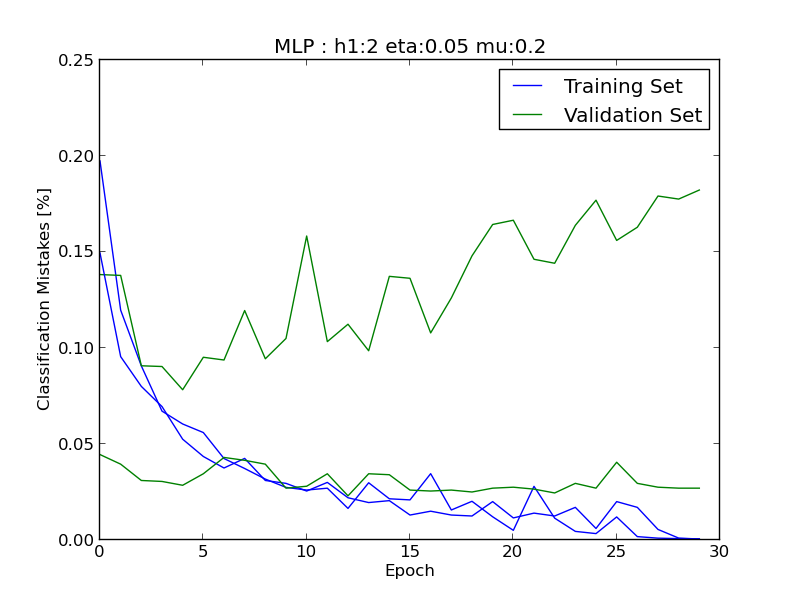 MLP : h1:2 eta:0.05 mu:0.2
Training Set
Validation Set
Classification Mistakes [%]
0.25
0.20
0.15
0.10
0.05
0.00
0 5 10 15 20 25 30
Epoch